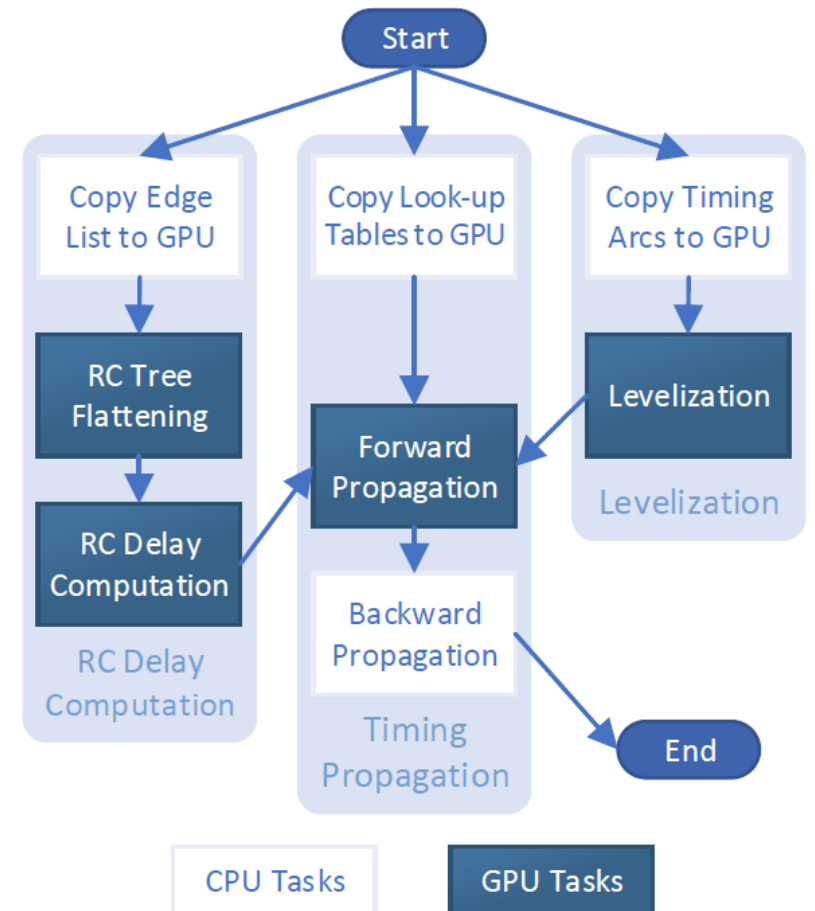 Start
Copy Edge
List to GPU
RC Tree
Flattening
RC Delay
Computation
RC Delay
Computation
Copy Look-up
Tables to GPU
Forward
Propagation
Backward
Propagation
Timing
Propagation
Copy Timing
Arcs to GPU
Levelization
Levelization
End
CPU Tasks
GPU Tasks